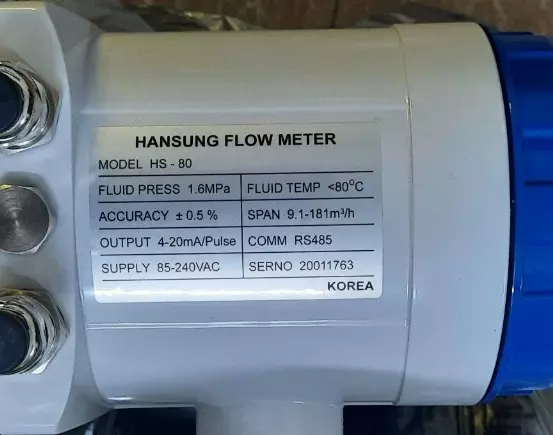 HANSUNG FLOW METER
MODEL HS - 80
FLUID PRESS 1.6MPa FLUID TEMP <80°C
ACCURACY ± 0.5 % SPAN 9.1-181m³/h
OUTPUT 4-20mA/Pulse COMM RS485
SUPPLY 85-240VAC SERNO 20011763
KOREA